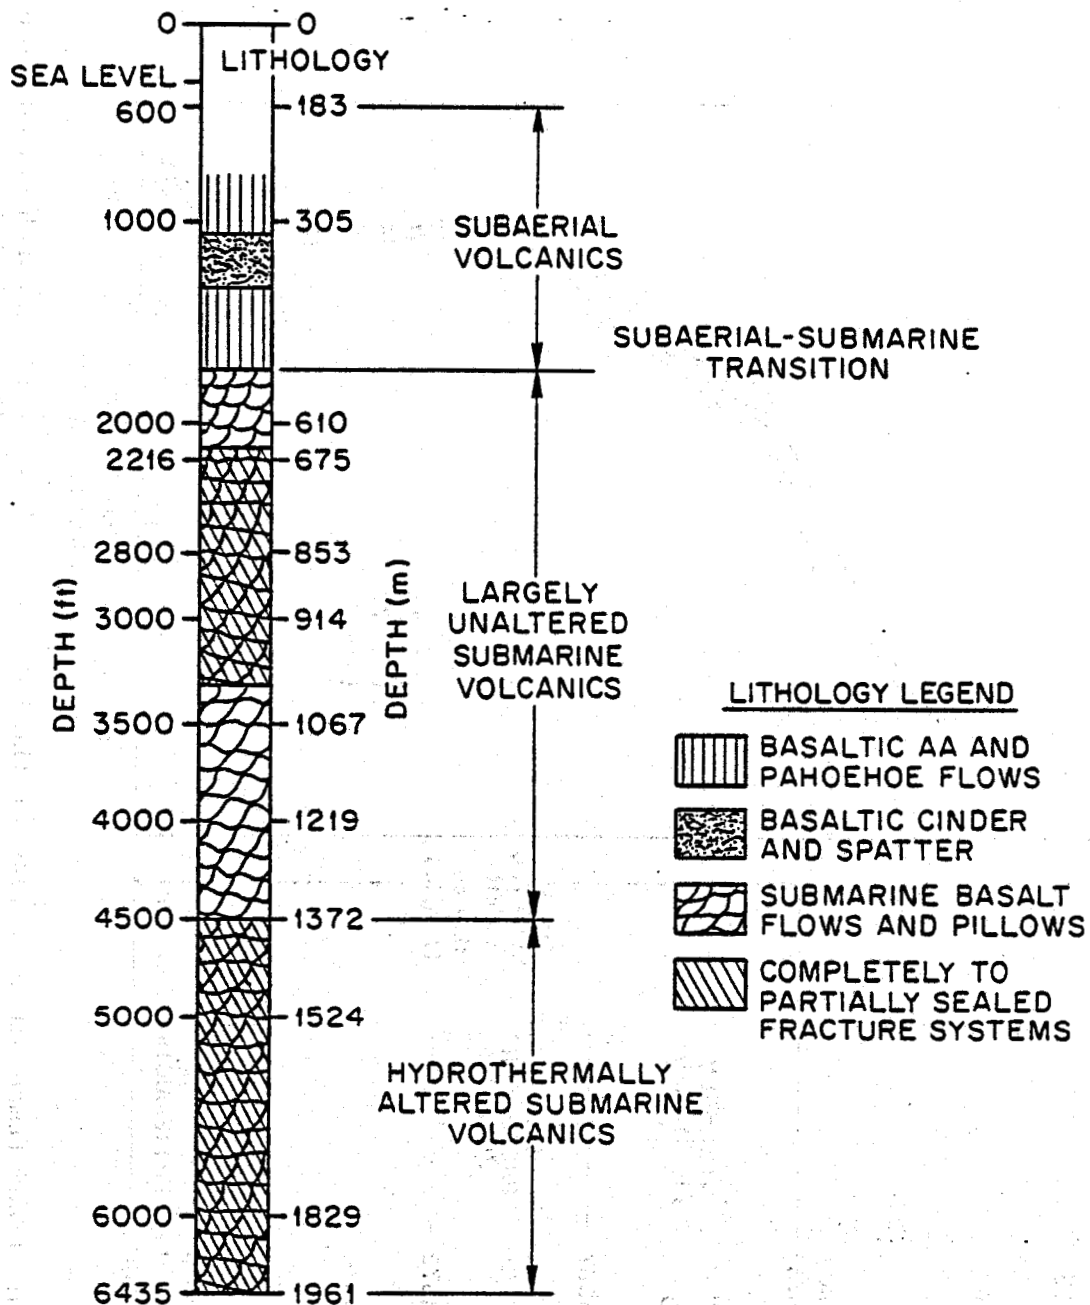 0 0
LITHOLOGY
SEA LEVEL
600 183
1000 305
SUBAERIAL
VOLCANICS
SUBAERIAL-SUBMARINE
TRANSITION
2000 610
2216 675
2800 853
3000 914
DEPTH (ft)
DEPTH (m)
LARGELY
UNALTERED
SUBMARINE
VOLCANICS
3500 1067
4000 1219
4500 1372
5000 1524
HYDROTHERMALLY
ALTERED SUBMARINE
VOLCANICS
6000 1829
6435 1961
LITHOLOGY LEGEND
BASALTIC AA AND
PAHOEHOE FLOWS
BASALTIC CINDER
AND SPATTER
SUBMARINE BASALT
FLOWS AND PILLOWS
COMPLETELY TO
PARTIALLY SEALED
FRACTURE SYSTEMS